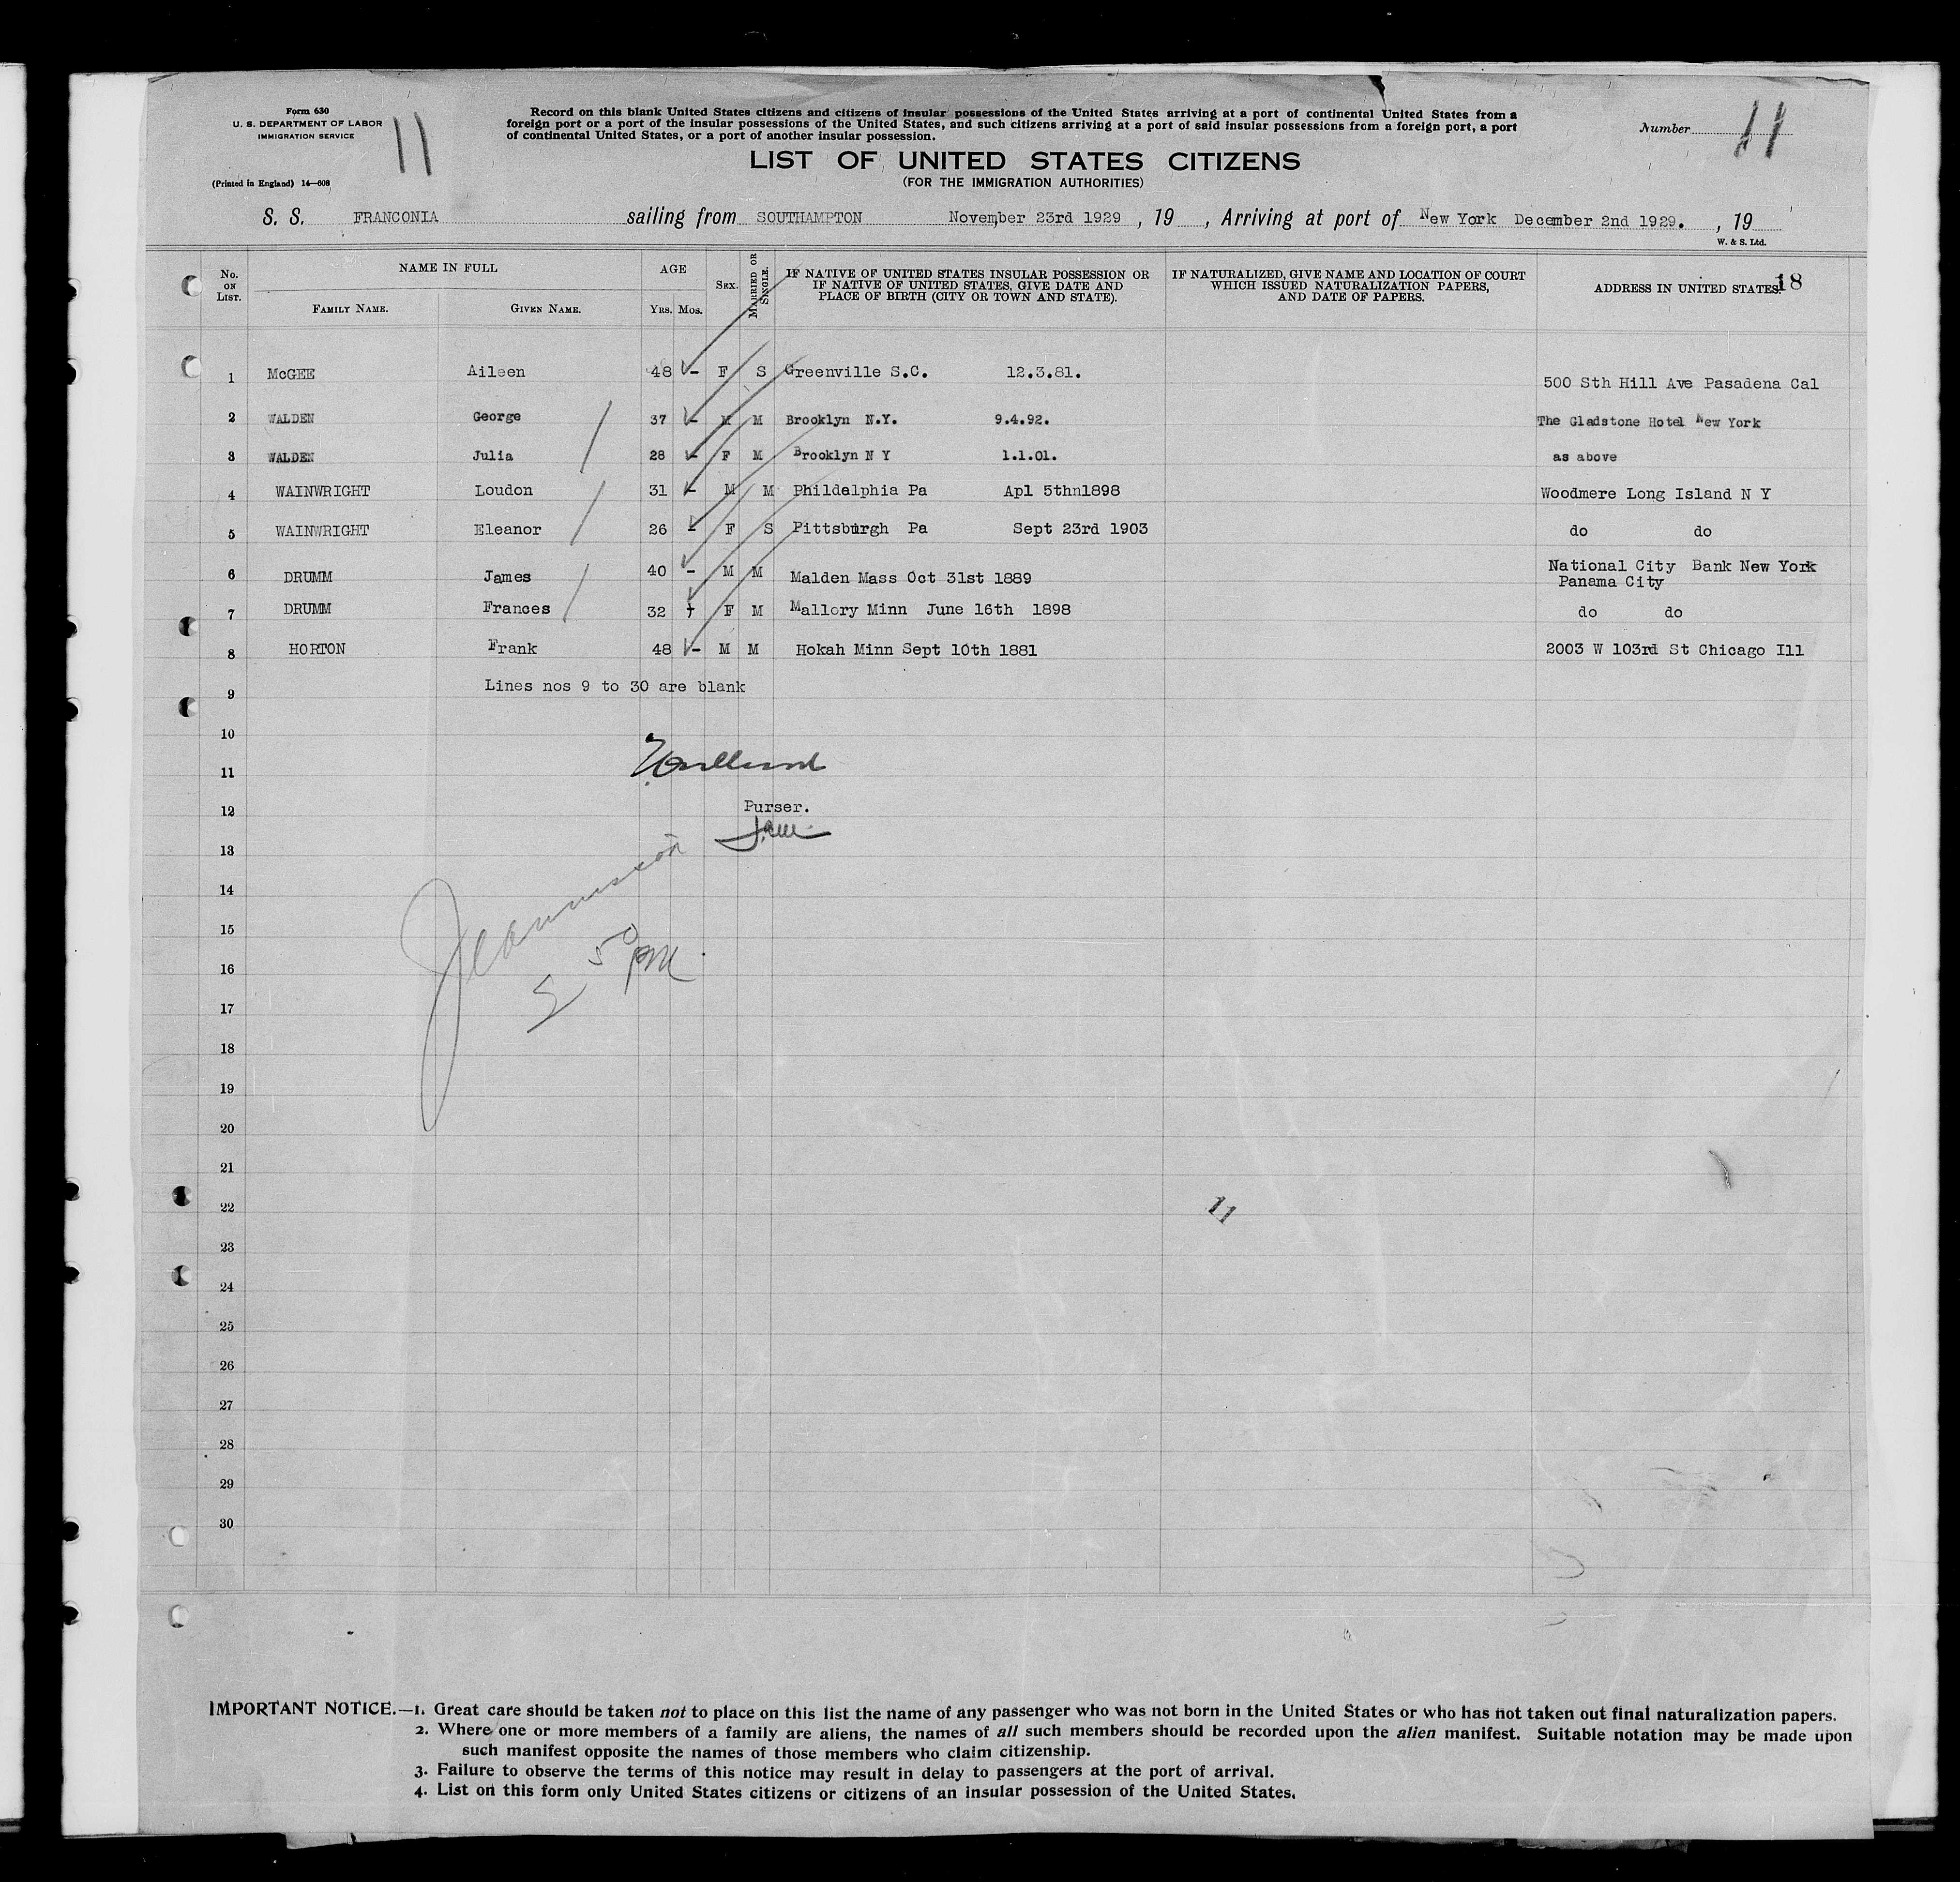 Form 630
U. S. DEPARTMENT OF LABOR
IMMIGRATION SERVICE
(Printed in England) 14—608
11
Record on this blank United States citizens and citizens of insular possessions of the United States arriving at a port of continental United States from a
foreign port or a port of the insular possessions of the United States, and such citizens arriving at a port of said insular possessions from a foreign port, a port
of continental United States, or a port of another insular possession.
Number 11
LIST OF UNITED STATES CITIZENS
(FOR THE IMMIGRATION AUTHORITIES)
S. S. FRANCONIA sailing from SOUTHAMPTON November 23rd 1929 , 19 , Arriving at port of New York December 2nd 1929. , 19
W. & S. Ltd.
No. ON LIST.
NAME IN FULL
FAMILY NAME. GIVEN NAME.
AGE
YRS. MOS.
SEX.
MARRIED OR SINGLE.
IF NATIVE OF UNITED STATES INSULAR POSSESSION OR
IF NATIVE OF UNITED STATES, GIVE DATE AND
PLACE OF BIRTH (CITY OR TOWN AND STATE).
IF NATURALIZED, GIVE NAME AND LOCATION OF COURT
WHICH ISSUED NATURALIZATION PAPERS,
AND DATE OF PAPERS.
ADDRESS IN UNITED STATES.
18
1 McGEE Aileen 48 - F S Greenville S.C. 12.3.81. 500 Sth Hill Ave Pasadena Cal
2 WALDEN George 37 - M M Brooklyn N.Y. 9.4.92. The Gladstone Hotel New York
3 WALDEN Julia 28 - F M Brooklyn N Y 1.1.01. as above
4 WAINWRIGHT Loudon 31 - M M Phildelphia Pa Apl 5thn1898 Woodmere Long Island N Y
5 WAINWRIGHT Eleanor 26 - F S Pittsburgh Pa Sept 23rd 1903 do do
6 DRUMM James 40 - M M Malden Mass Oct 31st 1889 National City Bank New York
Panama City
7 DRUMM Frances 32 - F M Mallory Minn June 16th 1898 do do
8 HORTON Frank 48 - M M Hokah Minn Sept 10th 1881 2003 W 103rd St Chicago Ill
9 Lines nos 9 to 30 are blank
10
11
12 Purser.
13
14
15
16
17
18
19
20
21
22 11
23
24
25
26
27
28
29
30
IMPORTANT NOTICE.—1. Great care should be taken not to place on this list the name of any passenger who was not born in the United States or who has not taken out final naturalization papers.
2. Where one or more members of a family are aliens, the names of all such members should be recorded upon the alien manifest. Suitable notation may be made upon
such manifest opposite the names of those members who claim citizenship.
3. Failure to observe the terms of this notice may result in delay to passengers at the port of arrival.
4. List on this form only United States citizens or citizens of an insular possession of the United States.